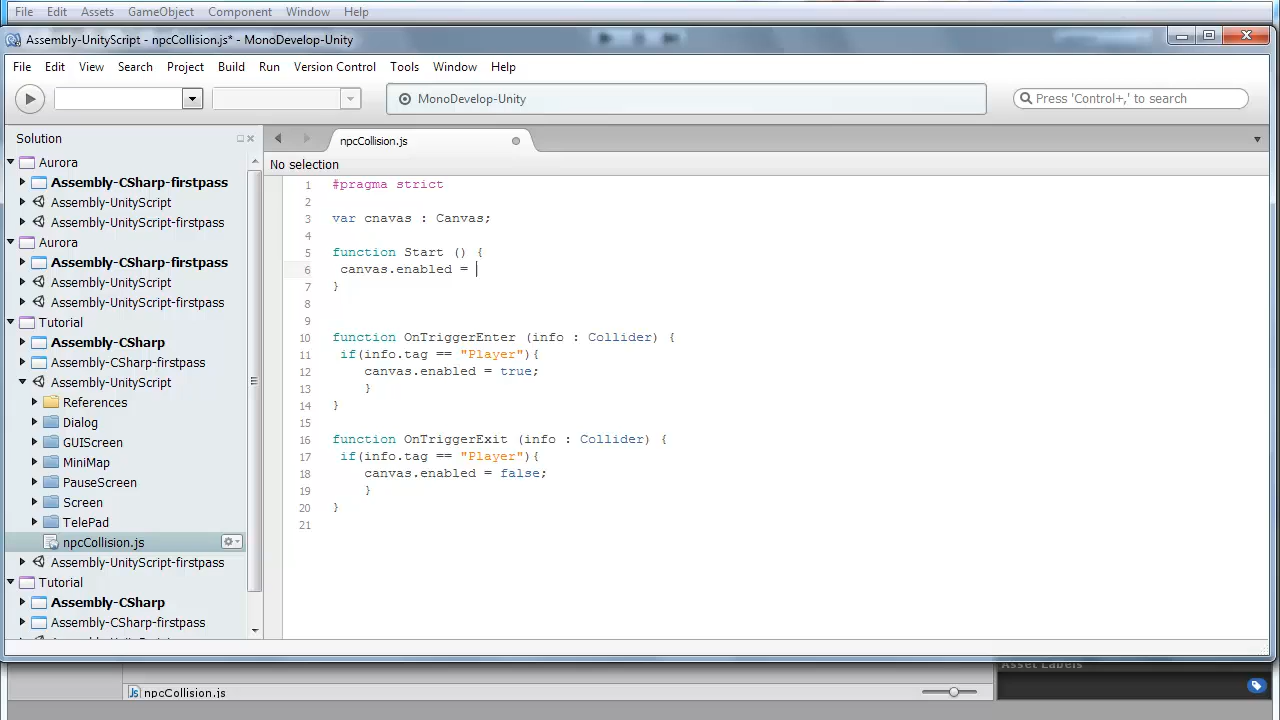 File Edit Assets GameObject Component Window Help
Assembly-UnityScript - npcCollision.js* - MonoDevelop-Unity
File Edit View Search Project Build Run Version Control Tools Window Help
MonoDevelop-Unity
Press 'Control+,' to search
Solution
Aurora
Assembly-CSharp-firstpass
Assembly-UnityScript
Assembly-UnityScript-firstpass
Aurora
Assembly-CSharp-firstpass
Assembly-UnityScript
Assembly-UnityScript-firstpass
Tutorial
Assembly-CSharp
Assembly-CSharp-firstpass
Assembly-UnityScript
References
Dialog
GUIScreen
MiniMap
PauseScreen
Screen
TelePad
npcCollision.js
Assembly-UnityScript-firstpass
Tutorial
Assembly-CSharp
Assembly-CSharp-firstpass
npcCollision.js
No selection
1 #pragma strict
2
3 var cnavas : Canvas;
4
5 function Start () {
6 canvas.enabled =
7 }
8
9
10 function OnTriggerEnter (info : Collider) {
11 if(info.tag == "Player"){
12 canvas.enabled = true;
13 }
14 }
15
16 function OnTriggerExit (info : Collider) {
17 if(info.tag == "Player"){
18 canvas.enabled = false;
19 }
20 }
21
Asset Labels
npcCollision.js